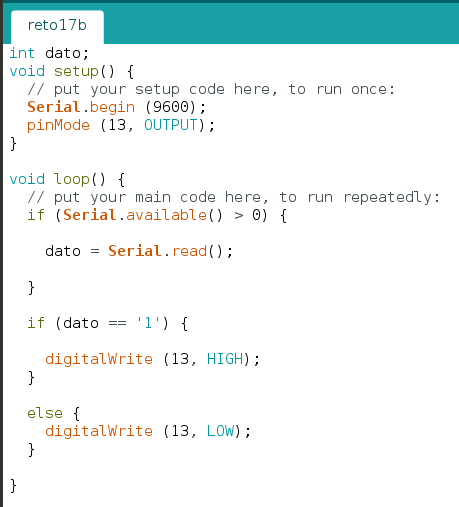 reto17b
int dato;
void setup() {
  // put your setup code here, to run once:
  Serial.begin (9600);
  pinMode (13, OUTPUT);
}

void loop() {
  // put your main code here, to run repeatedly:
  if (Serial.available() > 0) {

    dato = Serial.read();

  }

  if (dato == '1') {

    digitalWrite (13, HIGH);
  }

  else {
    digitalWrite (13, LOW);
  }

}